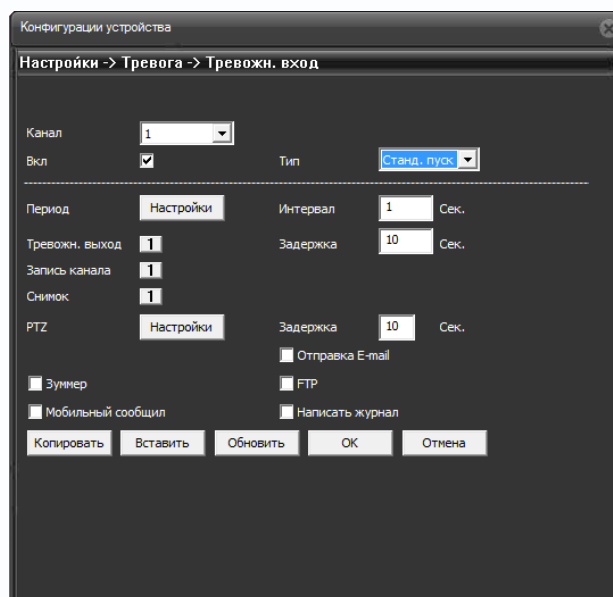 Конфигурации устройства
Настройки -> Тревога -> Тревожн. вход
Канал 1
Вкл Тип Станд. пуск
Период Настройки Интервал 1 Сек.
Тревожн. выход 1 Задержка 10 Сек.
Запись канала 1
Снимок 1
PTZ Настройки Задержка 10 Сек.
Отправка E-mail
Зуммер FTP
Мобильный сообщил Написать журнал
Копировать Вставить Обновить OK Отмена